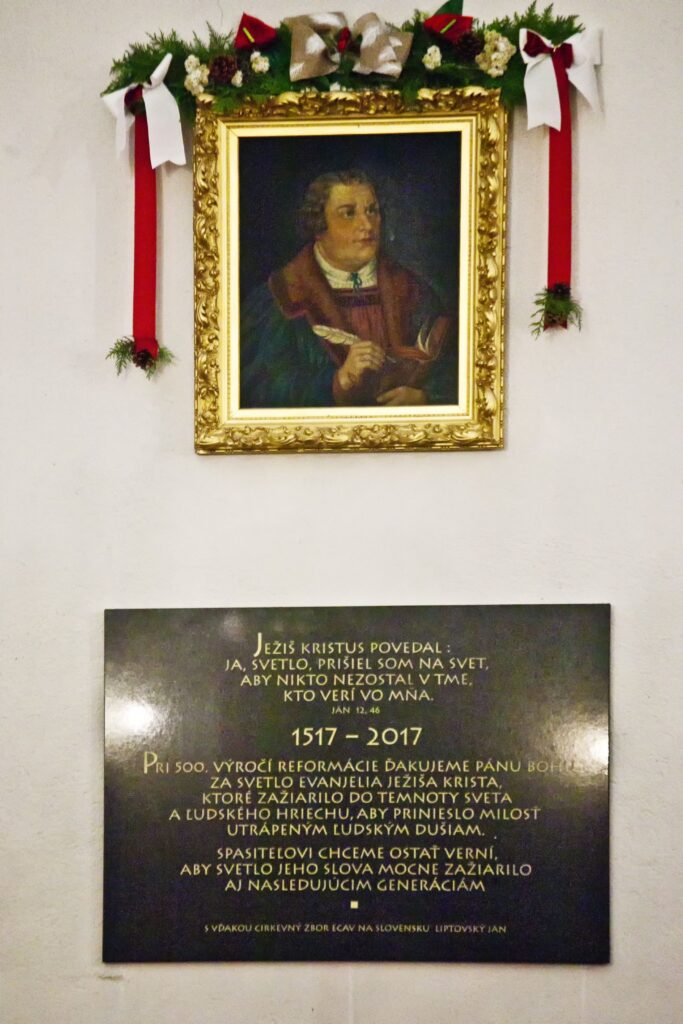 JEŽIŠ KRISTUS POVEDAL :
JA, SVETLO, PRIŠIEL SOM NA SVET,
ABY NIKTO NEZOSTAL V TME,
KTO VERÍ VO MŇA.
JÁN 12, 46
1517 – 2017
PRI 500. VÝROČÍ REFORMÁCIE ĎAKUJEME PÁNU BOHU
ZA SVETLO EVANJELIA JEŽIŠA KRISTA,
KTORÉ ZAŽIARILO DO TEMNOTY SVETA
A ĽUDSKÉHO HRIECHU, ABY PRINIESLO MILOSŤ
UTRÁPENÝM ĽUDSKÝM DUŠIAM.
SPASITEĽOVI CHCEME OSTAŤ VERNÍ,
ABY SVETLO JEHO SLOVA MOCNE ZAŽIARILO
AJ NASLEDUJÚCIM GENERÁCIÁM
S VĎAKOU CIRKEVNÝ ZBOR ECAV NA SLOVENSKU LIPTOVSKÝ JÁN